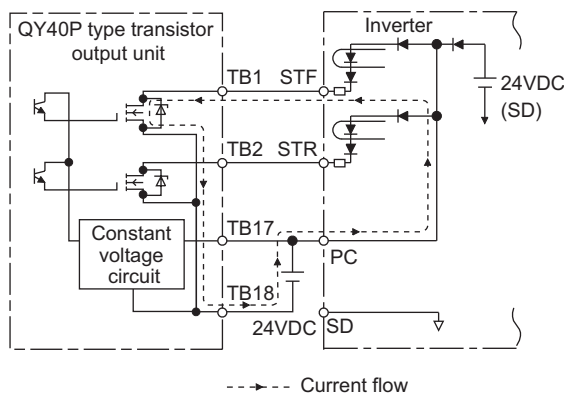 QY40P type transistor
output unit
Inverter
TB1 STF
24VDC
(SD)
TB2 STR
Constant
voltage
circuit
TB17
PC
TB18
24VDC SD
Current flow